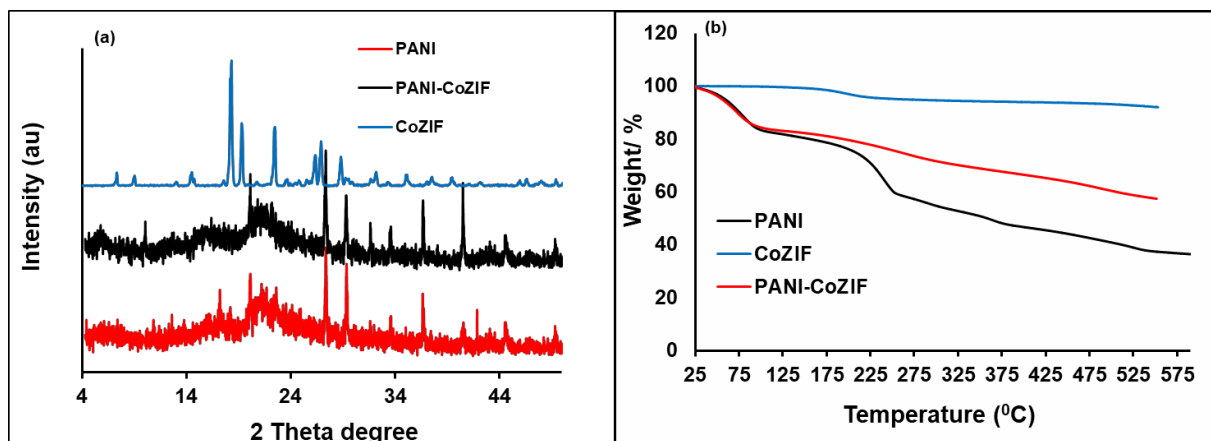 (a)
PANI
PANI-CoZIF
CoZIF
Intensity (au)
4 14 24 34 44
2 Theta degree
(b)
120
100
80
60
40
20
0
Weight/ %
PANI
CoZIF
PANI-CoZIF
25 75 125 175 225 275 325 375 425 475 525 575
Temperature (⁰C)